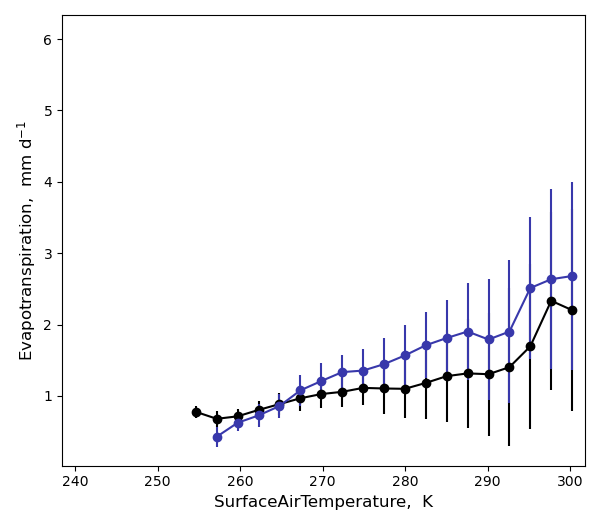 6
5
4
3
2
1
Evapotranspiration, mm d⁻¹
240 250 260 270 280 290 300
SurfaceAirTemperature, K